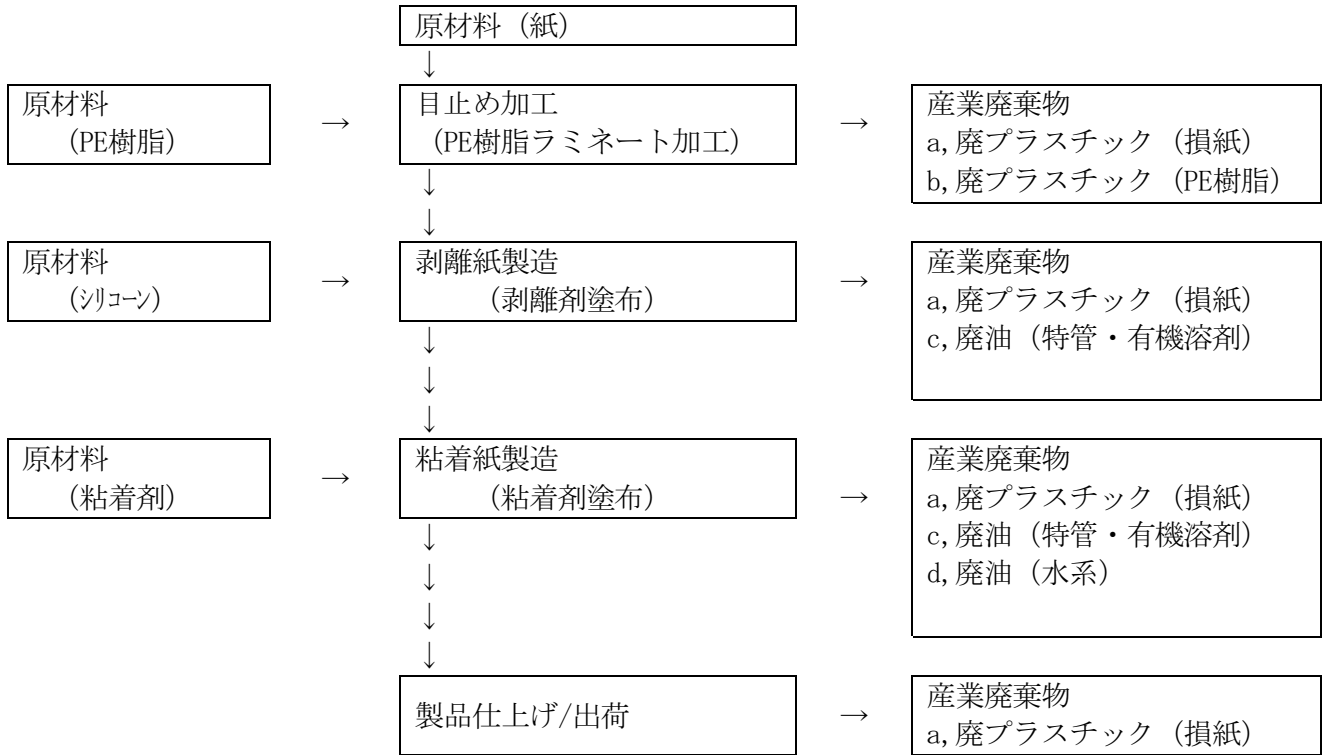 原材料（紙）
↓
原材料
（PE樹脂）
→
目止め加工
（PE樹脂ラミネート加工）
→
産業廃棄物
a,廃プラスチック（損紙）
b,廃プラスチック（PE樹脂）
↓
↓
原材料
（ｼﾘｺｰﾝ）
→
剥離紙製造
（剥離剤塗布）
→
産業廃棄物
a,廃プラスチック（損紙）
c,廃油（特管・有機溶剤）
↓
↓
↓
原材料
（粘着剤）
→
粘着紙製造
（粘着剤塗布）
→
産業廃棄物
a,廃プラスチック（損紙）
c,廃油（特管・有機溶剤）
d,廃油（水系）
↓
↓
↓
↓
製品仕上げ/出荷
→
産業廃棄物
a,廃プラスチック（損紙）